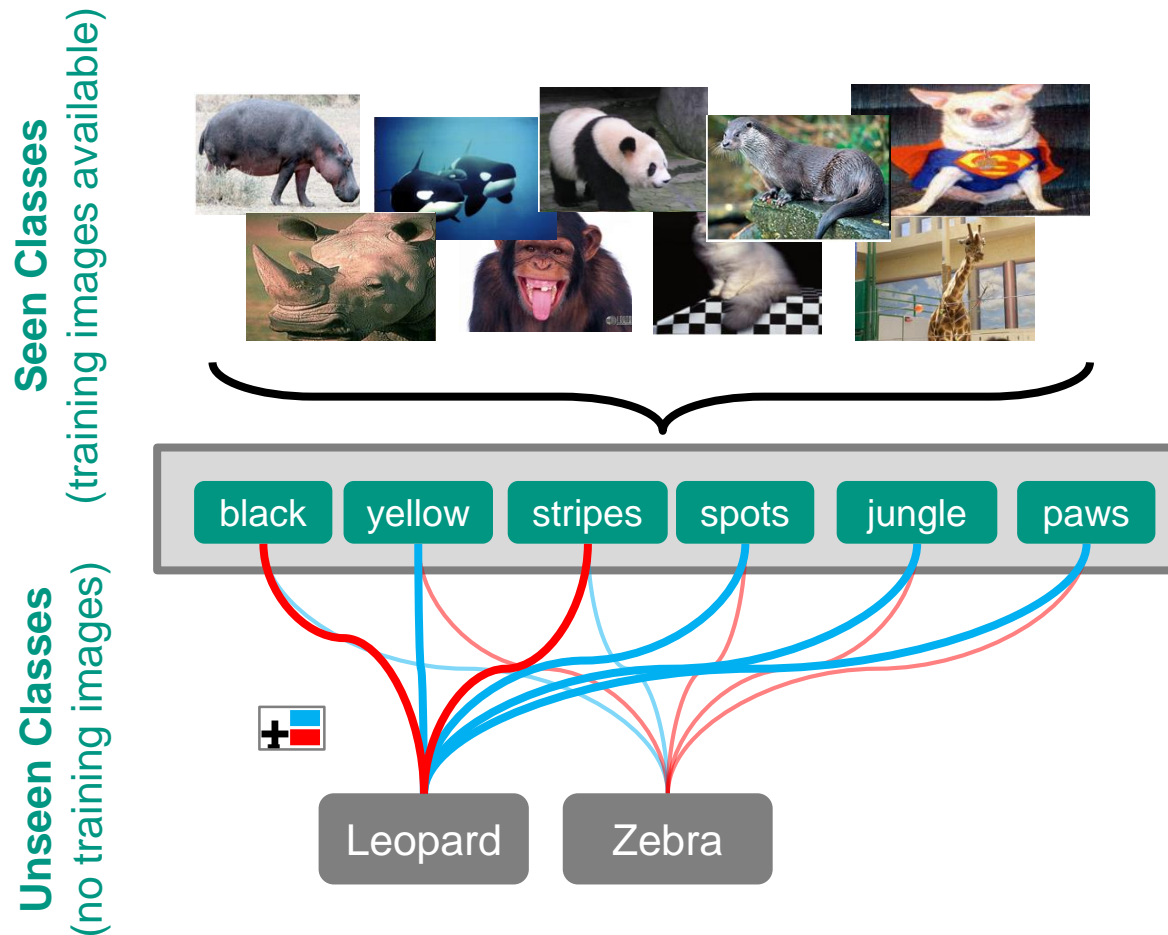 Seen Classes
(training images available)
black
yellow
stripes
spots
jungle
paws
Unseen Classes
(no training images)
+
Leopard
Zebra